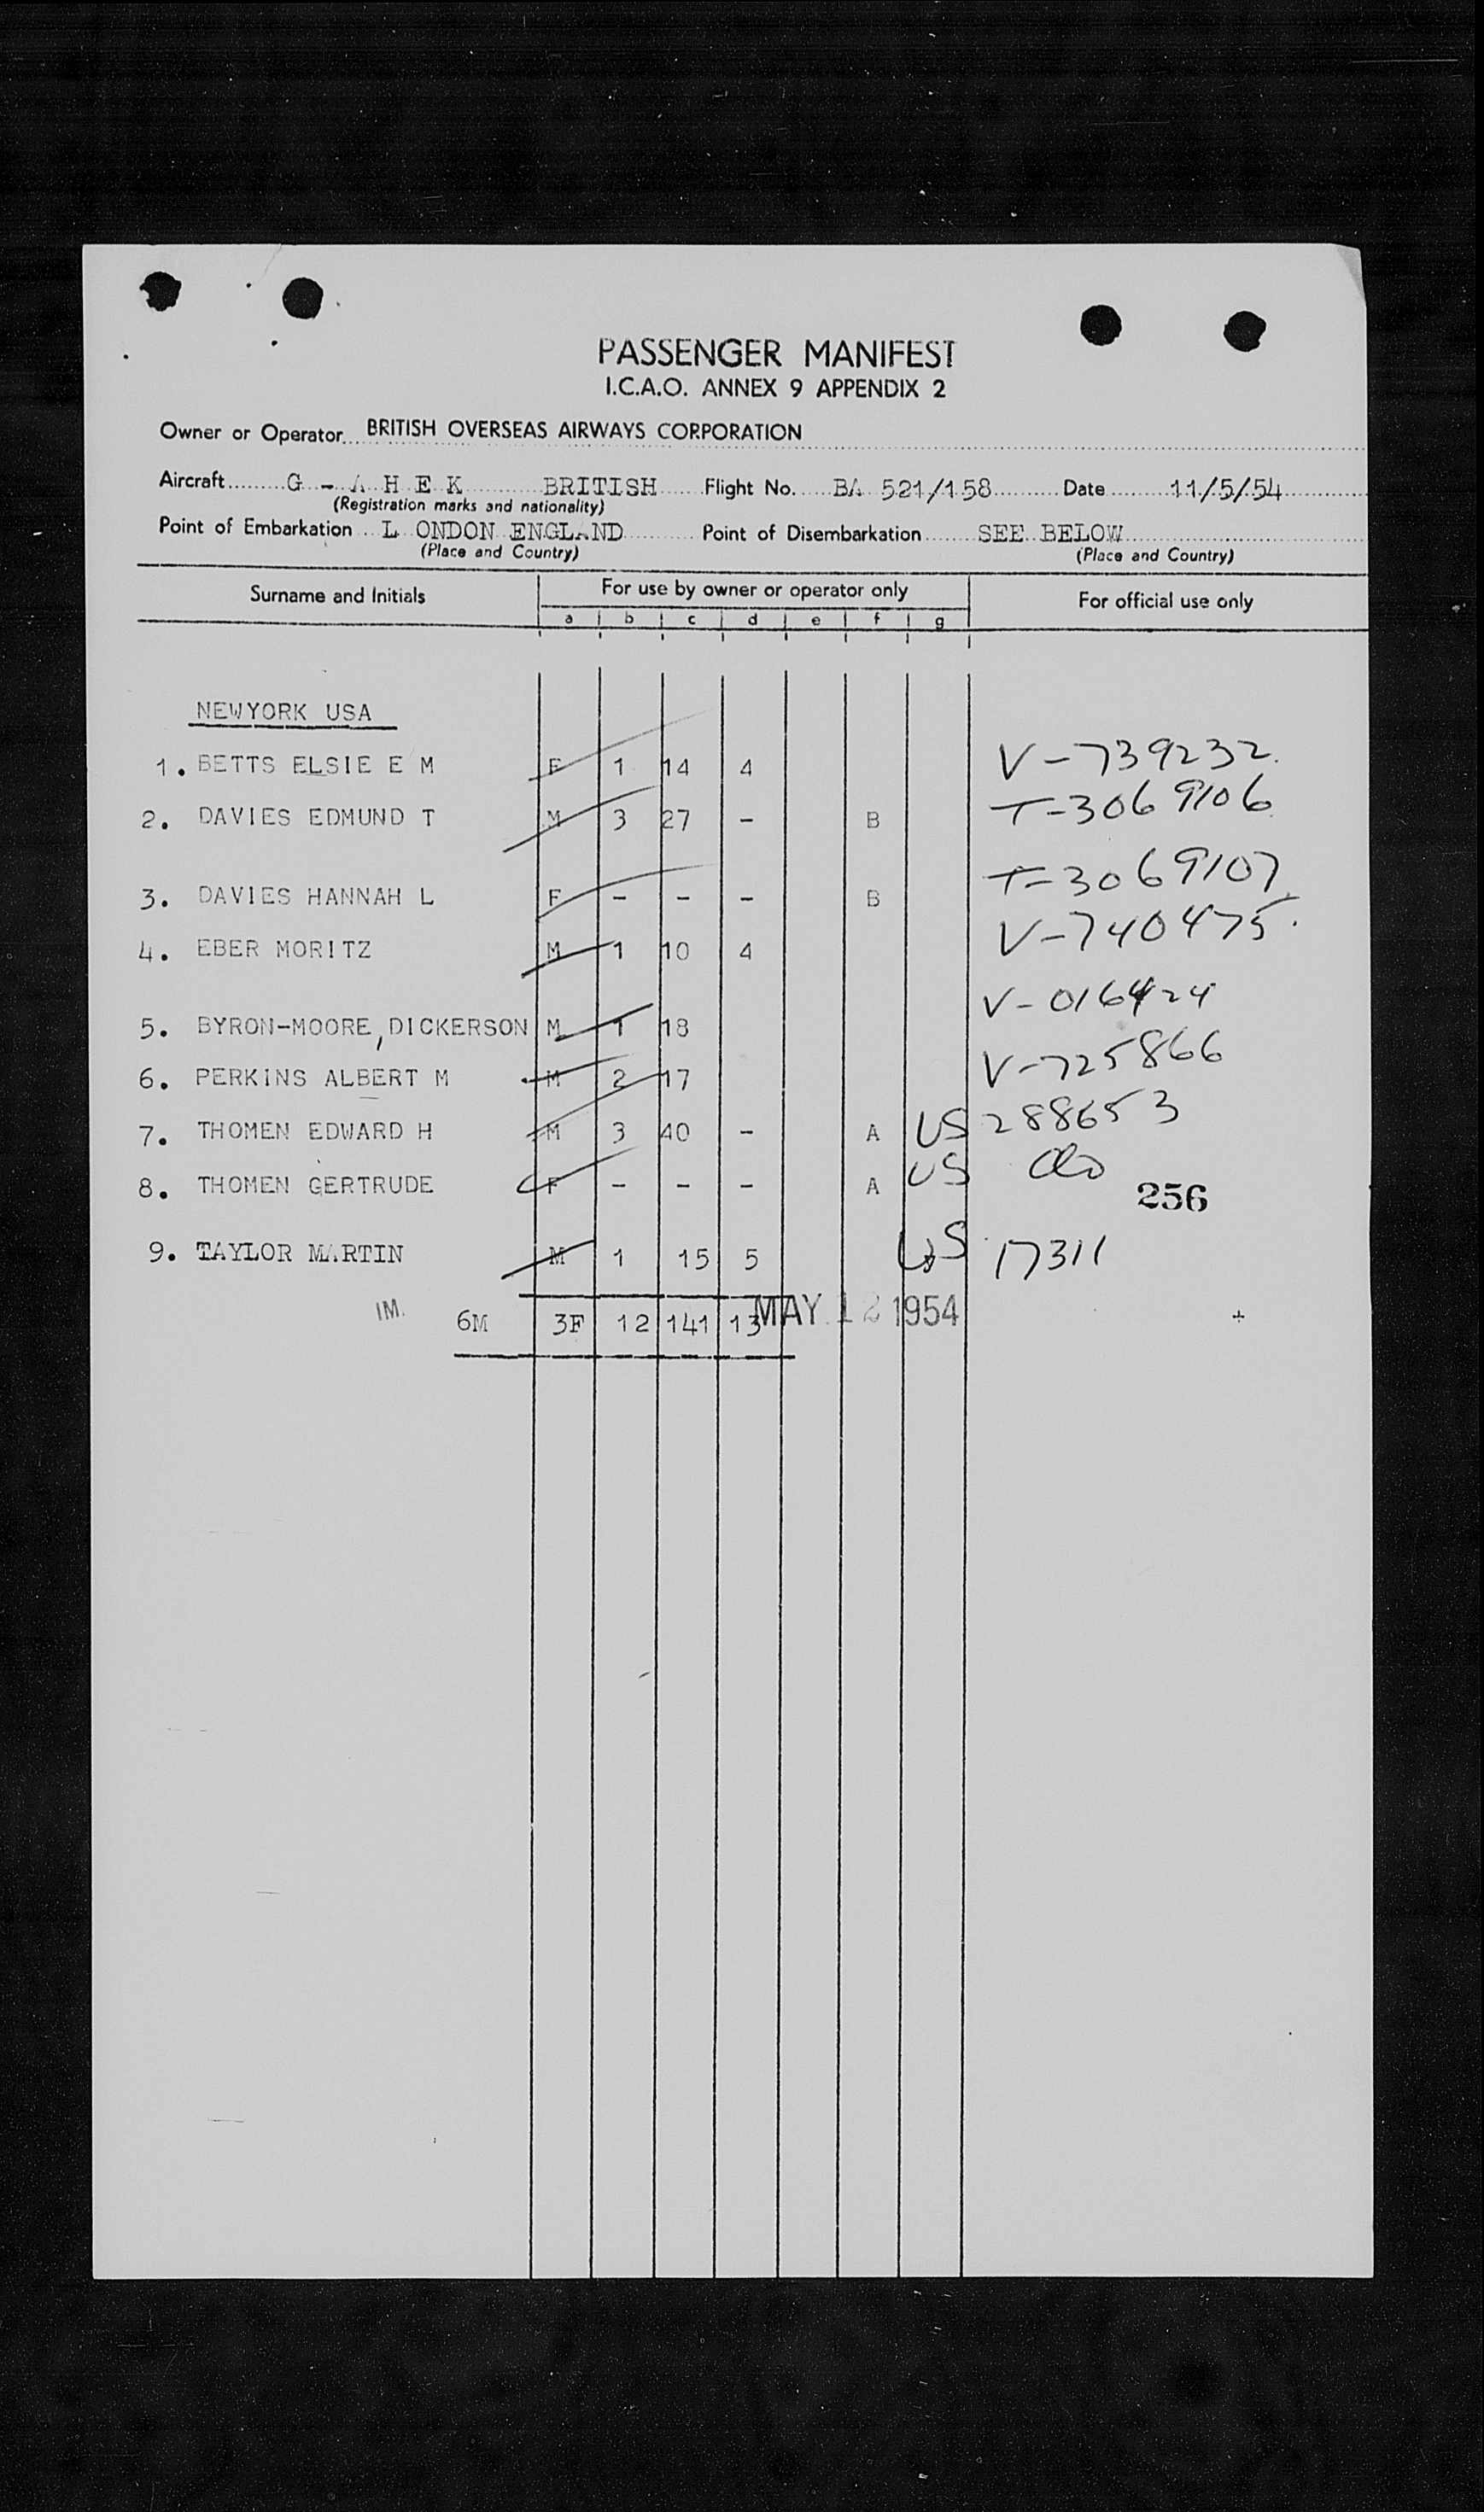 PASSENGER MANIFEST
I.C.A.O. ANNEX 9 APPENDIX 2
Owner or Operator BRITISH OVERSEAS AIRWAYS CORPORATION
Aircraft G - A H E K BRITISH Flight No. BA 521/158 Date 11/5/54
(Registration marks and nationality)
Point of Embarkation L ONDON ENGLAND Point of Disembarkation SEE BELOW
(Place and Country) (Place and Country)
Surname and Initials For use by owner or operator only For official use only
a b c d e f g
NEWYORK USA
1. BETTS ELSIE E M F 1 14 4 V-739232.
2. DAVIES EDMUND T M 3 27 - B T-3069106
3. DAVIES HANNAH L F - - - B T-3069107
4. EBER MORITZ M 1 10 4 V-740475.
5. BYRON-MOORE, DICKERSON M 1 18 V-016424
6. PERKINS ALBERT M M 2 17 V-725866
7. THOMEN EDWARD H M 3 40 - A US 288653
8. THOMEN GERTRUDE F - - - A US do
256
9. TAYLOR MARTIN M 1 15 5 US 17311
IM. 6M 3F 12 141 13 MAY 12 1954